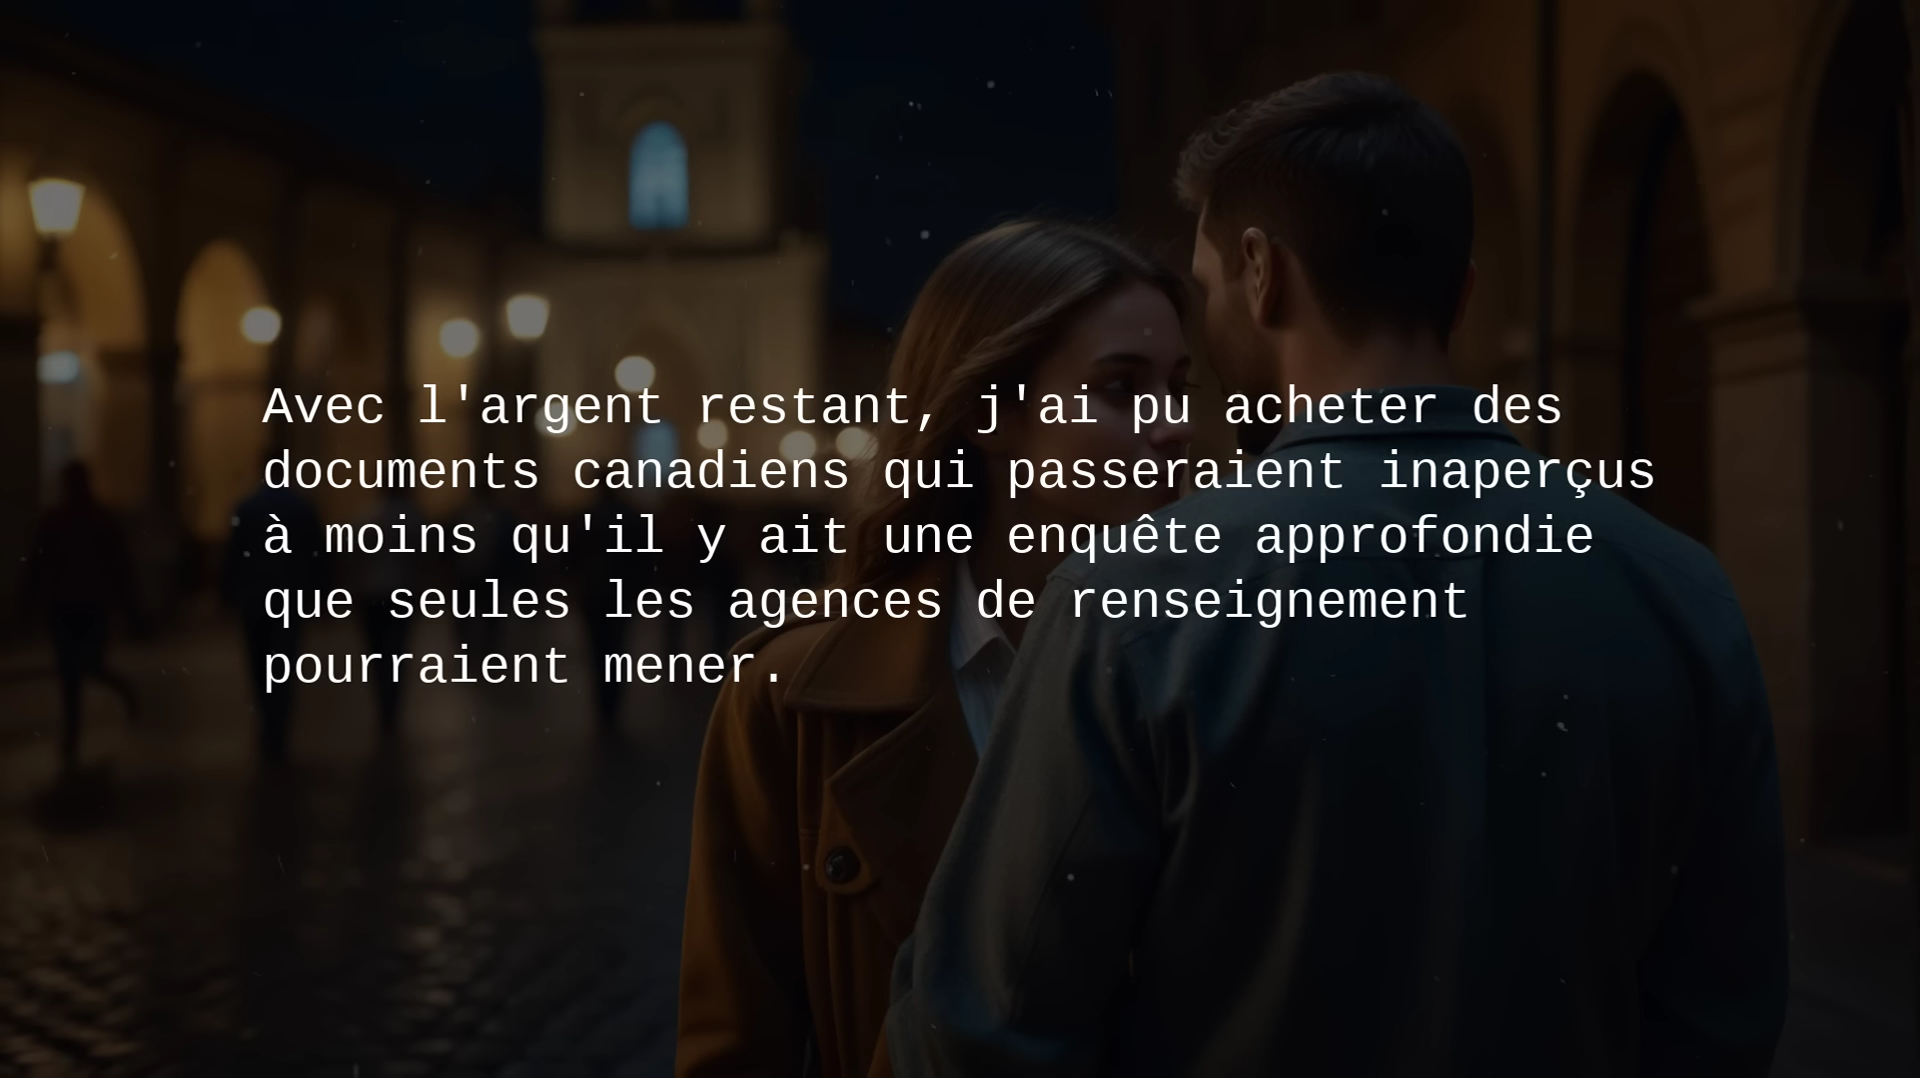 Avec l'argent restant, j'ai pu acheter des
documents canadiens qui passeraient inaperçus
à moins qu'il y ait une enquête approfondie
que seules les agences de renseignement
pourraient mener.